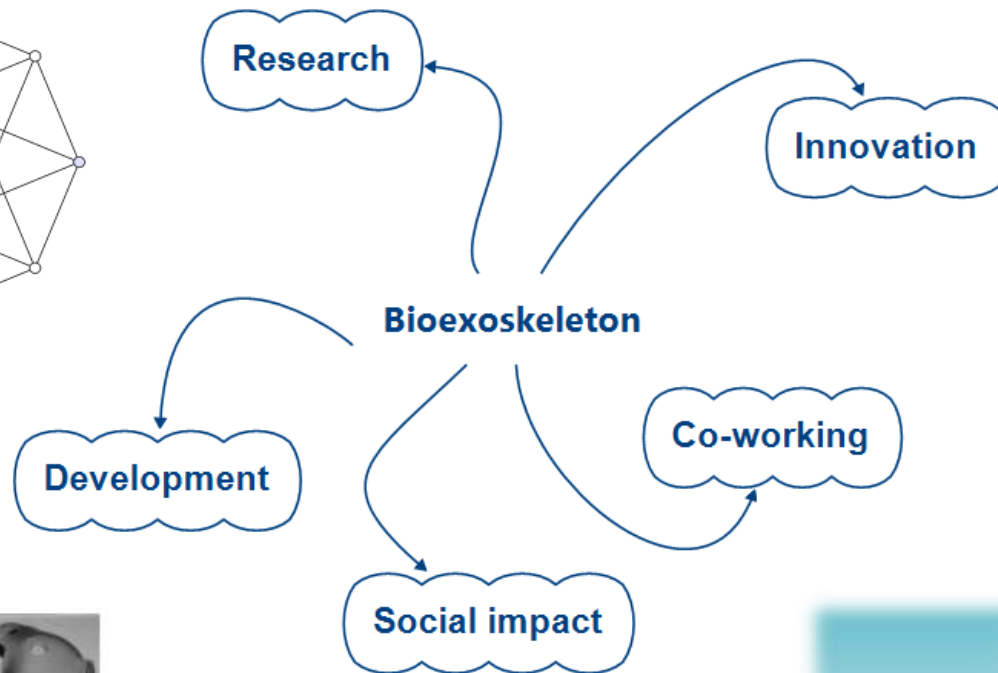 Research
Innovation
Bioexoskeleton
Co-working
Development
Social impact